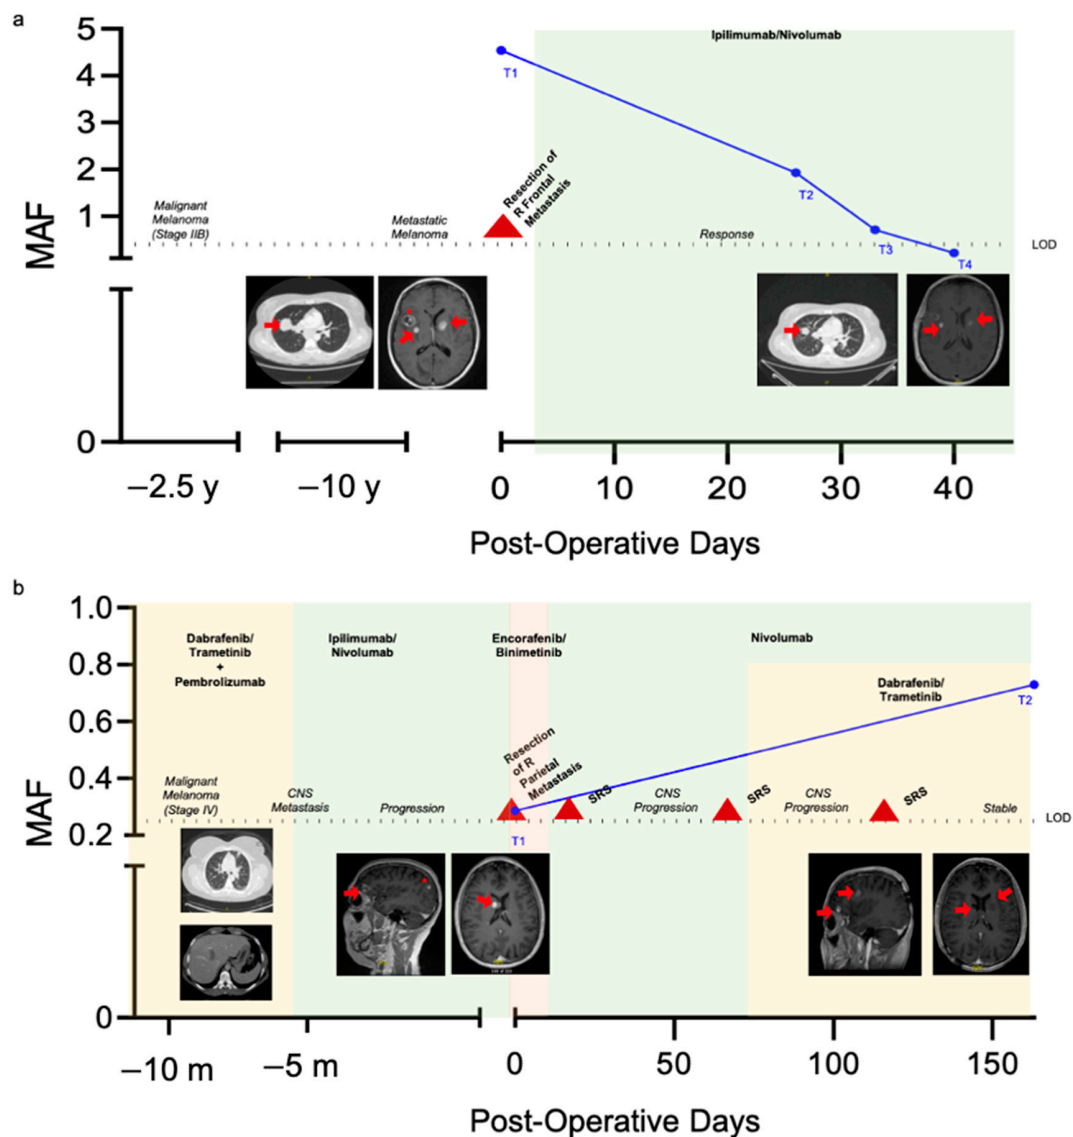 a
5
4
3
2
1
0
MAF
Ipilimumab/Nivolumab
T1
T2
T3
T4
Resection of
R Frontal
Metastasis
Malignant
Melanoma
(Stage IIB)
Metastatic
Melanoma
Response
LOD
–2.5 y
–10 y
0
10
20
30
40
Post-Operative Days
b
1.0
0.8
0.6
0.4
0.2
0
MAF
Dabrafenib/
Trametinib
+
Pembrolizumab
Ipilimumab/
Nivolumab
Encorafenib/
Binimetinib
Nivolumab
Dabrafenib/
Trametinib
T2
Resection
of R
Parietal
Metastasis
Malignant
Melanoma
(Stage IV)
CNS
Metastasis
Progression
SRS
CNS
Progression
SRS
CNS
Progression
SRS
Stable
LOD
T1
–10 m
–5 m
0
50
100
150
Post-Operative Days